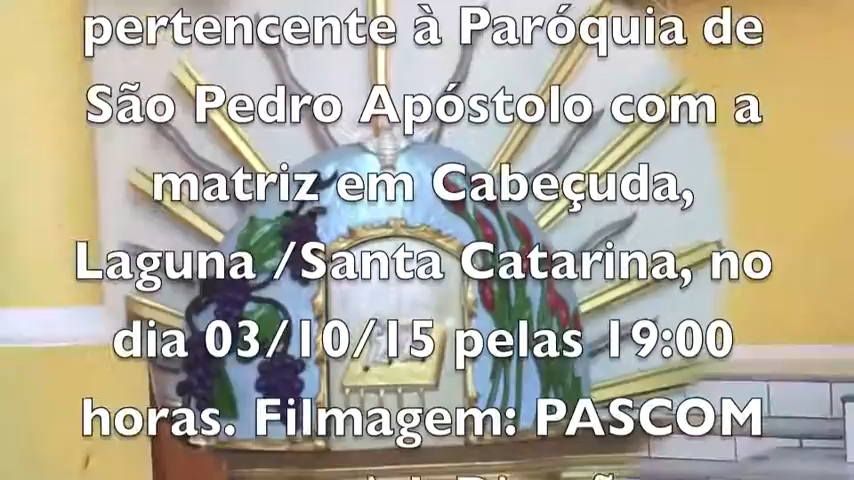 pertencente à Paróquia de
São Pedro Apóstolo com a
matriz em Cabeçuda,
Laguna /Santa Catarina, no
dia 03/10/15 pelas 19:00
horas. Filmagem: PASCOM